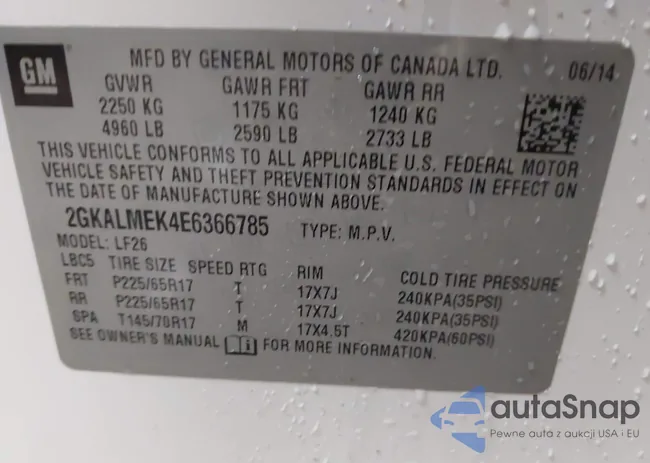 GM
MFD BY GENERAL MOTORS OF CANADA LTD. 06/14
GVWR GAWR FRT GAWR RR
2250 KG 1175 KG 1240 KG
4960 LB 2590 LB 2733 LB
THIS VEHICLE CONFORMS TO ALL APPLICABLE U.S. FEDERAL MOTOR
VEHICLE SAFETY AND THEFT PREVENTION STANDARDS IN EFFECT ON
THE DATE OF MANUFACTURE SHOWN ABOVE.
2GKALMEK4E6366785 TYPE: M.P.V.
MODEL: LF26
LBC5 TIRE SIZE SPEED RTG RIM COLD TIRE PRESSURE
FRT P225/65R17 T 17X7J 240KPA(35PSI)
RR P225/65R17 T 17X7J 240KPA(35PSI)
SPA T145/70R17 M 17X4.5T 420KPA(60PSI)
SEE OWNER'S MANUAL FOR MORE INFORMATION.
autaSnap
Pewne auta z aukcji USA i EU